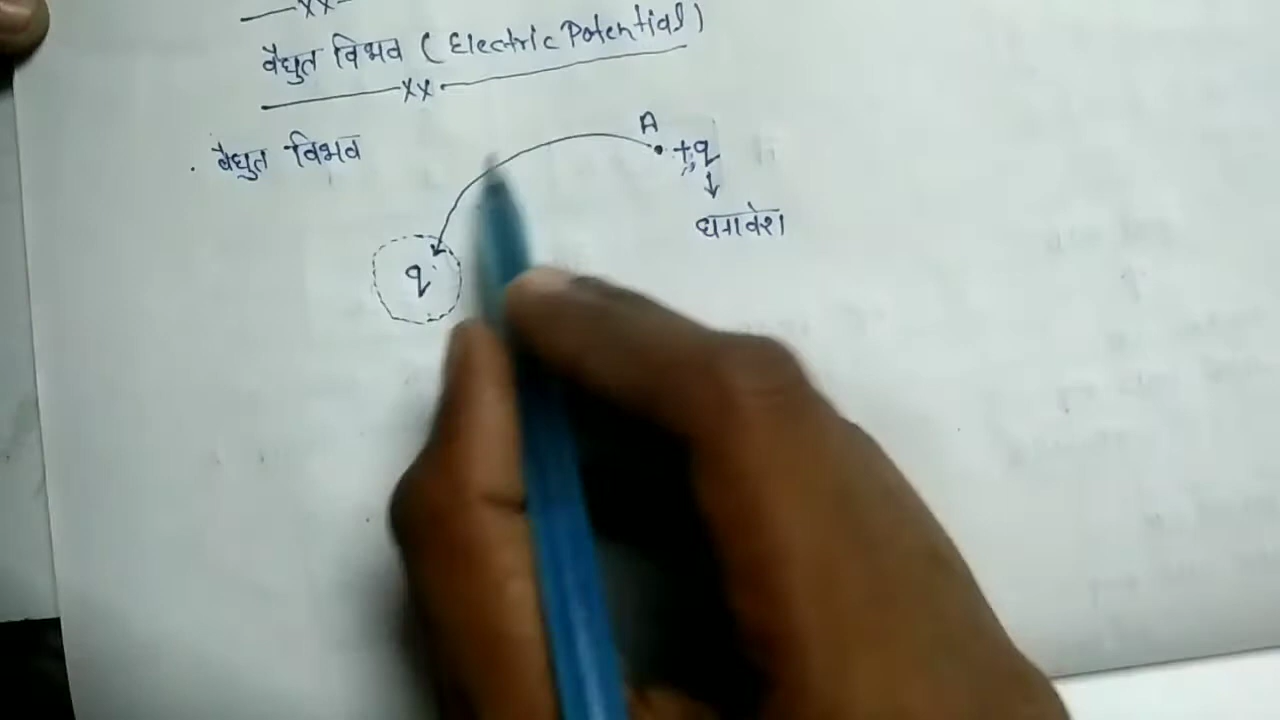 वैधुत विभव ( Electric Potential )
xx
वैधुत विभव
A
+q
धनावेश
q